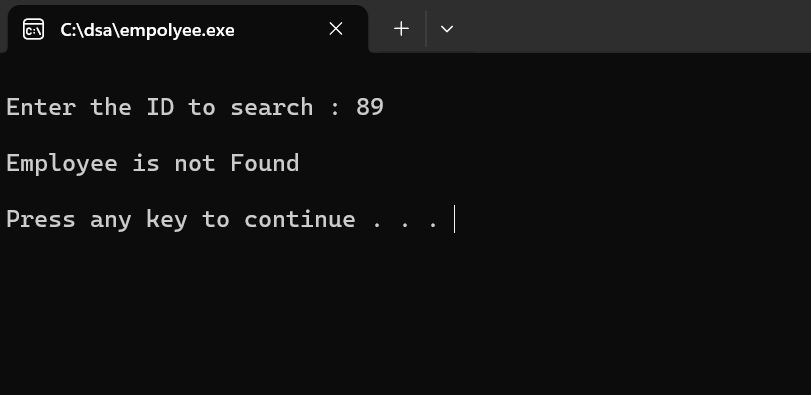 C:\dsa\empolyee.exe
Enter the ID to search : 89
Employee is not Found
Press any key to continue . . .